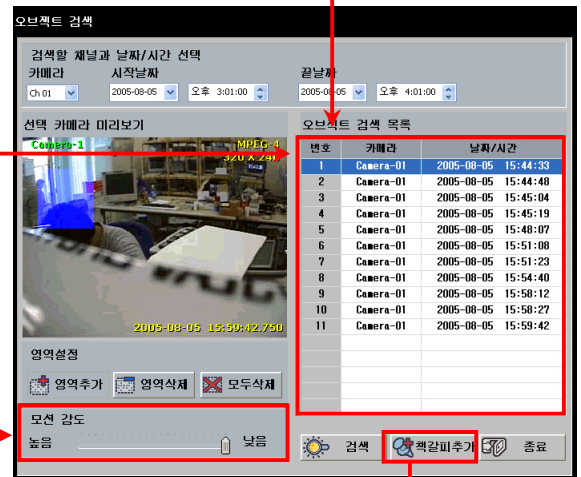 오브젝트 검색
검색할 채널과 날짜/시간 선택
카메라 시작날짜 끝날짜
Ch 01 2005-08-05 오후 3:01:00 2005-08-05 오후 4:01:00
선택 카메라 미리보기
Camera-1 MPEG-4
320 X 240
2005-08-05 15:59:42.750
영역설정
영역추가 영역삭제 모두삭제
모션 감도
높음 낮음
오브젝트 검색 목록
번호 카메라 날짜/시간
1 Camera-01 2005-08-05 15:44:33
2 Camera-01 2005-08-05 15:44:48
3 Camera-01 2005-08-05 15:45:04
4 Camera-01 2005-08-05 15:45:19
5 Camera-01 2005-08-05 15:48:07
6 Camera-01 2005-08-05 15:51:08
7 Camera-01 2005-08-05 15:51:23
8 Camera-01 2005-08-05 15:54:40
9 Camera-01 2005-08-05 15:58:12
10 Camera-01 2005-08-05 15:58:27
11 Camera-01 2005-08-05 15:59:42
검색 책갈피추가 종료